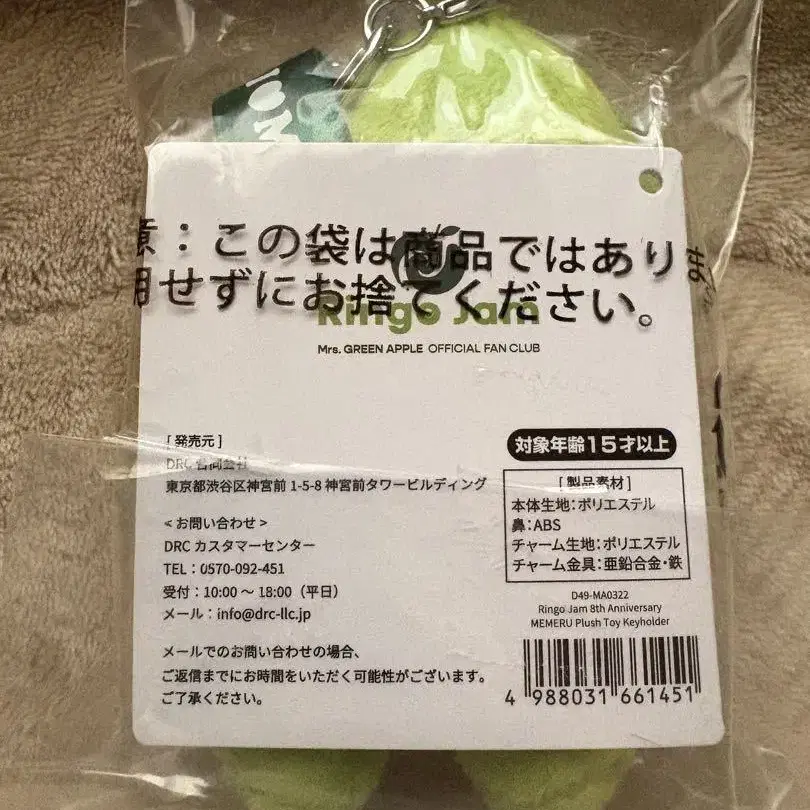 意：この袋は商品ではあり
用せずにお捨てください。
Ringo Jam
Mrs. GREEN APPLE OFFICIAL FAN CLUB
[ 発売元 ]
DRC 合同会社
東京都渋谷区神宮前 1-5-8 神宮前タワービルディング
< お問い合わせ >
DRC カスタマーセンター
TEL：0570-092-451
受付：10:00 ～ 18:00（平日）
メール：info@drc-llc.jp
メールでのお問い合わせの場合、
ご返信までにお時間をいただく可能性がございます。
ご了承ください。
対象年齢15才以上
[ 製品素材 ]
本体生地：ポリエステル
鼻：ABS
チャーム生地：ポリエステル
チャーム金具：亜鉛合金・鉄
D49-MA0322
Ringo Jam 8th Anniversary
MEMERU Plush Toy Keyholder
4 988031 661451